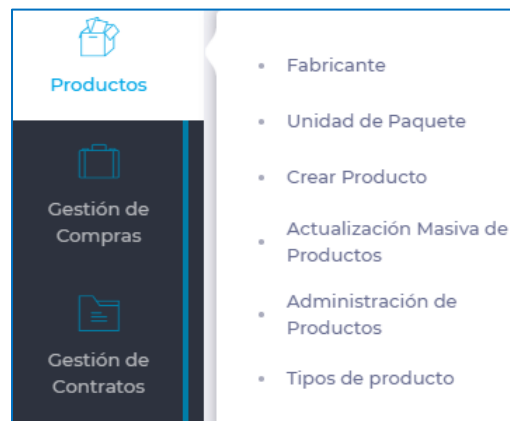 Productos
Gestión de
Compras
Gestión de
Contratos
Fabricante
Unidad de Paquete
Crear Producto
Actualización Masiva de
Productos
Administración de
Productos
Tipos de producto